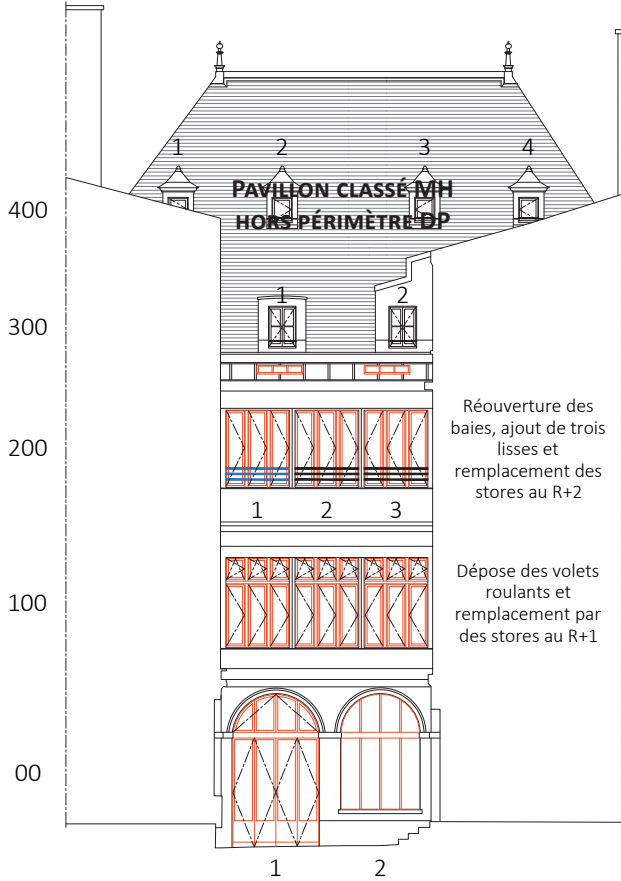 1 2 3 4
PAVILLON CLASSÉ MH
400
HORS PÉRIMÈTRE DP
1 2
300
Réouverture des
baies, ajout de trois
lisses et
remplacement des
stores au R+2
200
1 2 3
Dépose des volets
roulants et
remplacement par
des stores au R+1
100
00
1 2